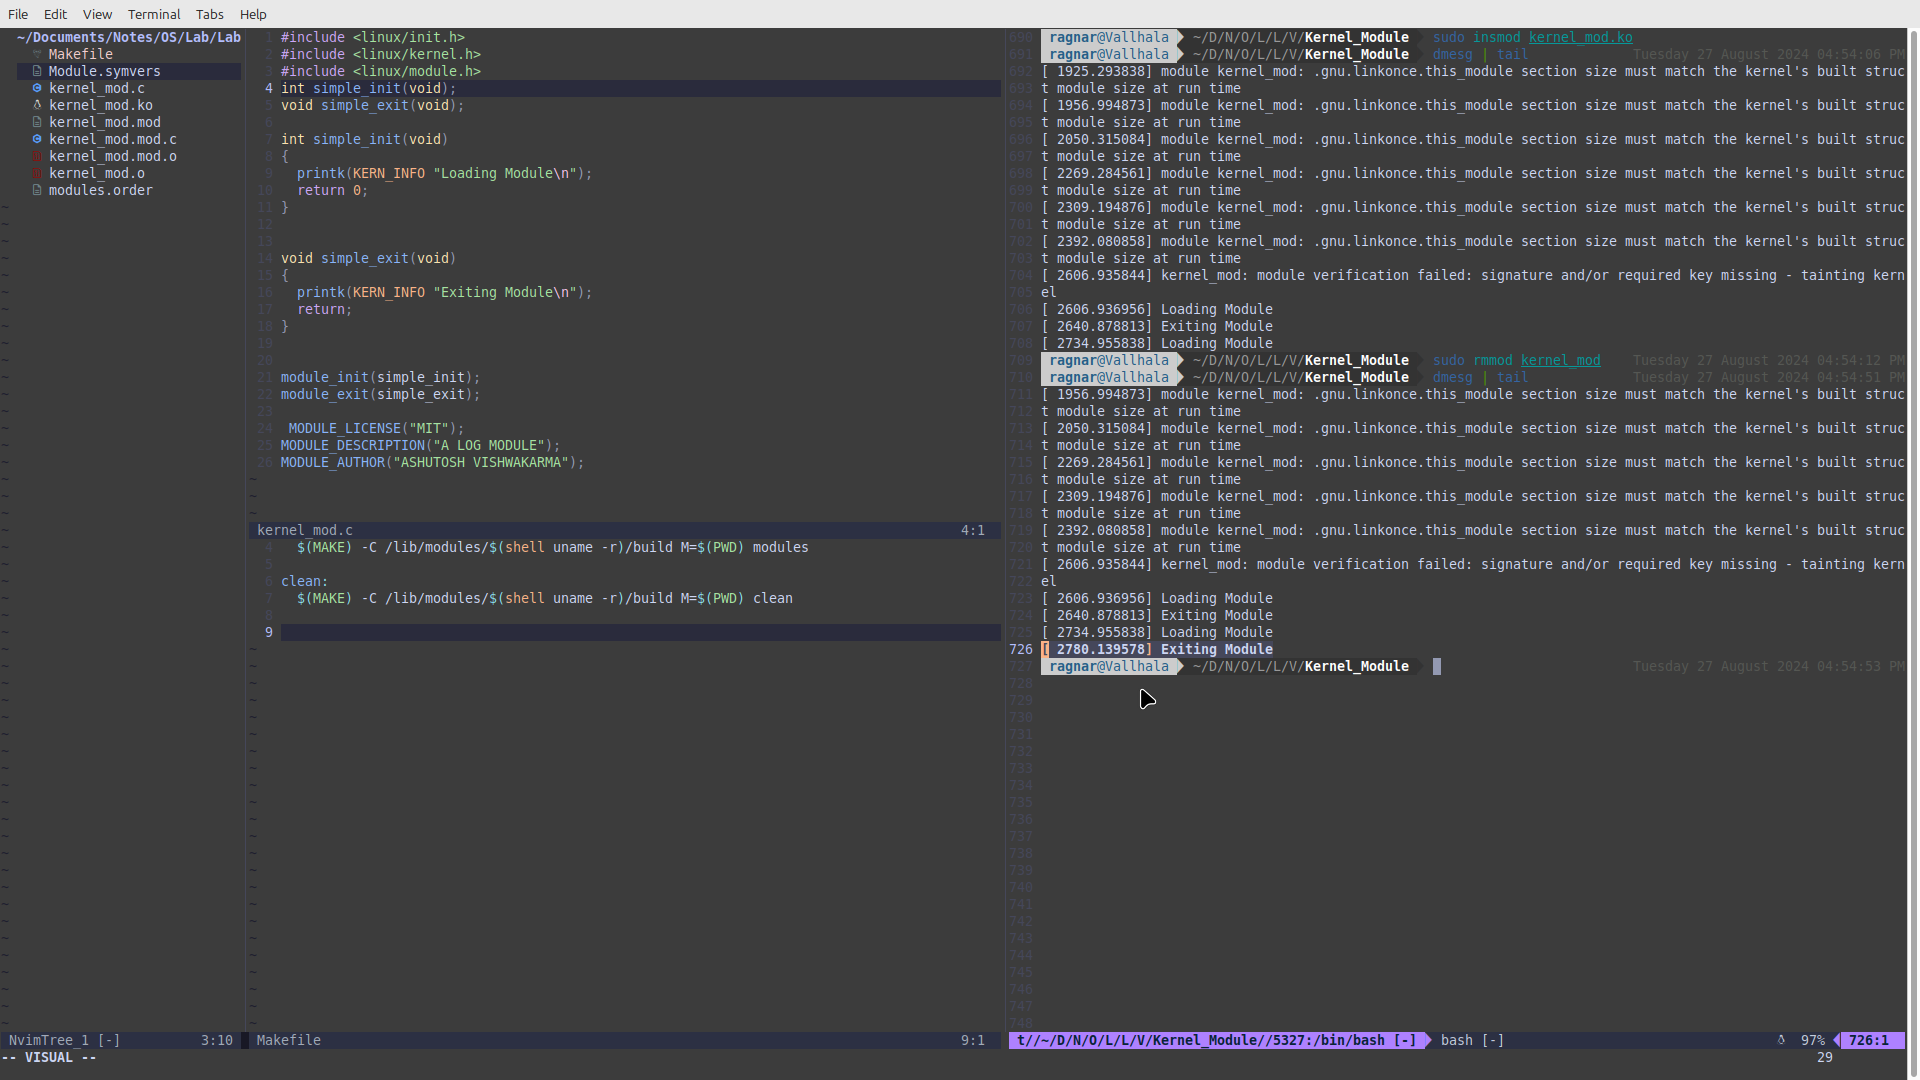 File Edit View Terminal Tabs Help
~/Documents/Notes/OS/Lab/Lab
Makefile
Module.symvers
kernel_mod.c
kernel_mod.ko
kernel_mod.mod
kernel_mod.mod.c
kernel_mod.mod.o
kernel_mod.o
modules.order
NvimTree_1 [-] 3:10
1 #include <linux/init.h>
2 #include <linux/kernel.h>
3 #include <linux/module.h>
4 int simple_init(void);
5 void simple_exit(void);
6
7 int simple_init(void)
8 {
9 printk(KERN_INFO "Loading Module\n");
10 return 0;
11 }
12
13
14 void simple_exit(void)
15 {
16 printk(KERN_INFO "Exiting Module\n");
17 return;
18 }
19
20
21 module_init(simple_init);
22 module_exit(simple_exit);
23
24 MODULE_LICENSE("MIT");
25 MODULE_DESCRIPTION("A LOG MODULE");
26 MODULE_AUTHOR("ASHUTOSH VISHWAKARMA");
kernel_mod.c 4:1
4 $(MAKE) -C /lib/modules/$(shell uname -r)/build M=$(PWD) modules
5
6 clean:
7 $(MAKE) -C /lib/modules/$(shell uname -r)/build M=$(PWD) clean
8
9
Makefile 9:1
690 ragnar@Vallhala ~/D/N/O/L/L/V/Kernel_Module sudo insmod kernel_mod.ko
691 ragnar@Vallhala ~/D/N/O/L/L/V/Kernel_Module dmesg | tail Tuesday 27 August 2024 04:54:06 PM
692 [ 1925.293838] module kernel_mod: .gnu.linkonce.this_module section size must match the kernel's built struc
693 t module size at run time
694 [ 1956.994873] module kernel_mod: .gnu.linkonce.this_module section size must match the kernel's built struc
695 t module size at run time
696 [ 2050.315084] module kernel_mod: .gnu.linkonce.this_module section size must match the kernel's built struc
697 t module size at run time
698 [ 2269.284561] module kernel_mod: .gnu.linkonce.this_module section size must match the kernel's built struc
699 t module size at run time
700 [ 2309.194876] module kernel_mod: .gnu.linkonce.this_module section size must match the kernel's built struc
701 t module size at run time
702 [ 2392.080858] module kernel_mod: .gnu.linkonce.this_module section size must match the kernel's built struc
703 t module size at run time
704 [ 2606.935844] kernel_mod: module verification failed: signature and/or required key missing - tainting kern
705 el
706 [ 2606.936956] Loading Module
707 [ 2640.878813] Exiting Module
708 [ 2734.955838] Loading Module
709 ragnar@Vallhala ~/D/N/O/L/L/V/Kernel_Module sudo rmmod kernel_mod Tuesday 27 August 2024 04:54:12 PM
710 ragnar@Vallhala ~/D/N/O/L/L/V/Kernel_Module dmesg | tail Tuesday 27 August 2024 04:54:51 PM
711 [ 1956.994873] module kernel_mod: .gnu.linkonce.this_module section size must match the kernel's built struc
712 t module size at run time
713 [ 2050.315084] module kernel_mod: .gnu.linkonce.this_module section size must match the kernel's built struc
714 t module size at run time
715 [ 2269.284561] module kernel_mod: .gnu.linkonce.this_module section size must match the kernel's built struc
716 t module size at run time
717 [ 2309.194876] module kernel_mod: .gnu.linkonce.this_module section size must match the kernel's built struc
718 t module size at run time
719 [ 2392.080858] module kernel_mod: .gnu.linkonce.this_module section size must match the kernel's built struc
720 t module size at run time
721 [ 2606.935844] kernel_mod: module verification failed: signature and/or required key missing - tainting kern
722 el
723 [ 2606.936956] Loading Module
724 [ 2640.878813] Exiting Module
725 [ 2734.955838] Loading Module
726 [ 2780.139578] Exiting Module
727 ragnar@Vallhala ~/D/N/O/L/L/V/Kernel_Module Tuesday 27 August 2024 04:54:53 PM
728
729
730
731
732
733
734
735
736
737
738
739
740
741
742
743
744
745
746
747
748
t//~/D/N/O/L/L/V/Kernel_Module//5327:/bin/bash [-] bash [-] 97% 726:1
-- VISUAL -- 29